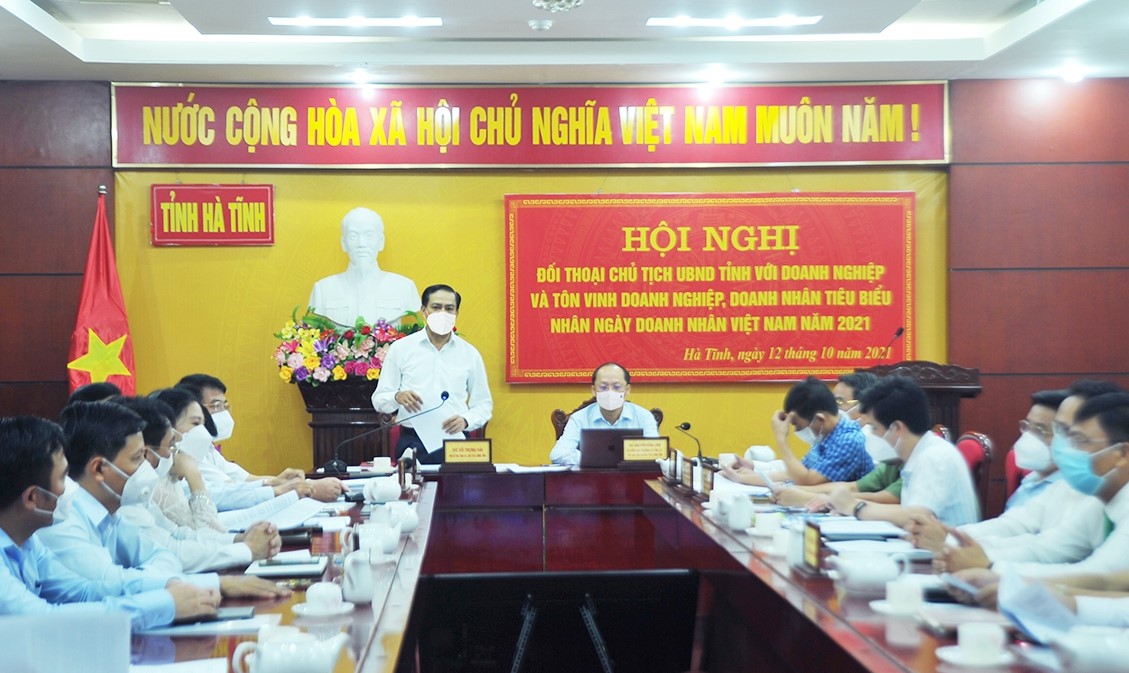 NƯỚC CỘNG HÒA XÃ HỘI CHỦ NGHĨA VIỆT NAM MUÔN NĂM !
TỈNH HÀ TĨNH
HỘI NGHỊ
ĐỐI THOẠI CHỦ TỊCH UBND TỈNH VỚI DOANH NGHIỆP
VÀ TÔN VINH DOANH NGHIỆP, DOANH NHÂN TIÊU BIỂU
NHÂN NGÀY DOANH NHÂN VIỆT NAM NĂM 2021
Hà Tĩnh, ngày 12 tháng 10 năm 2021